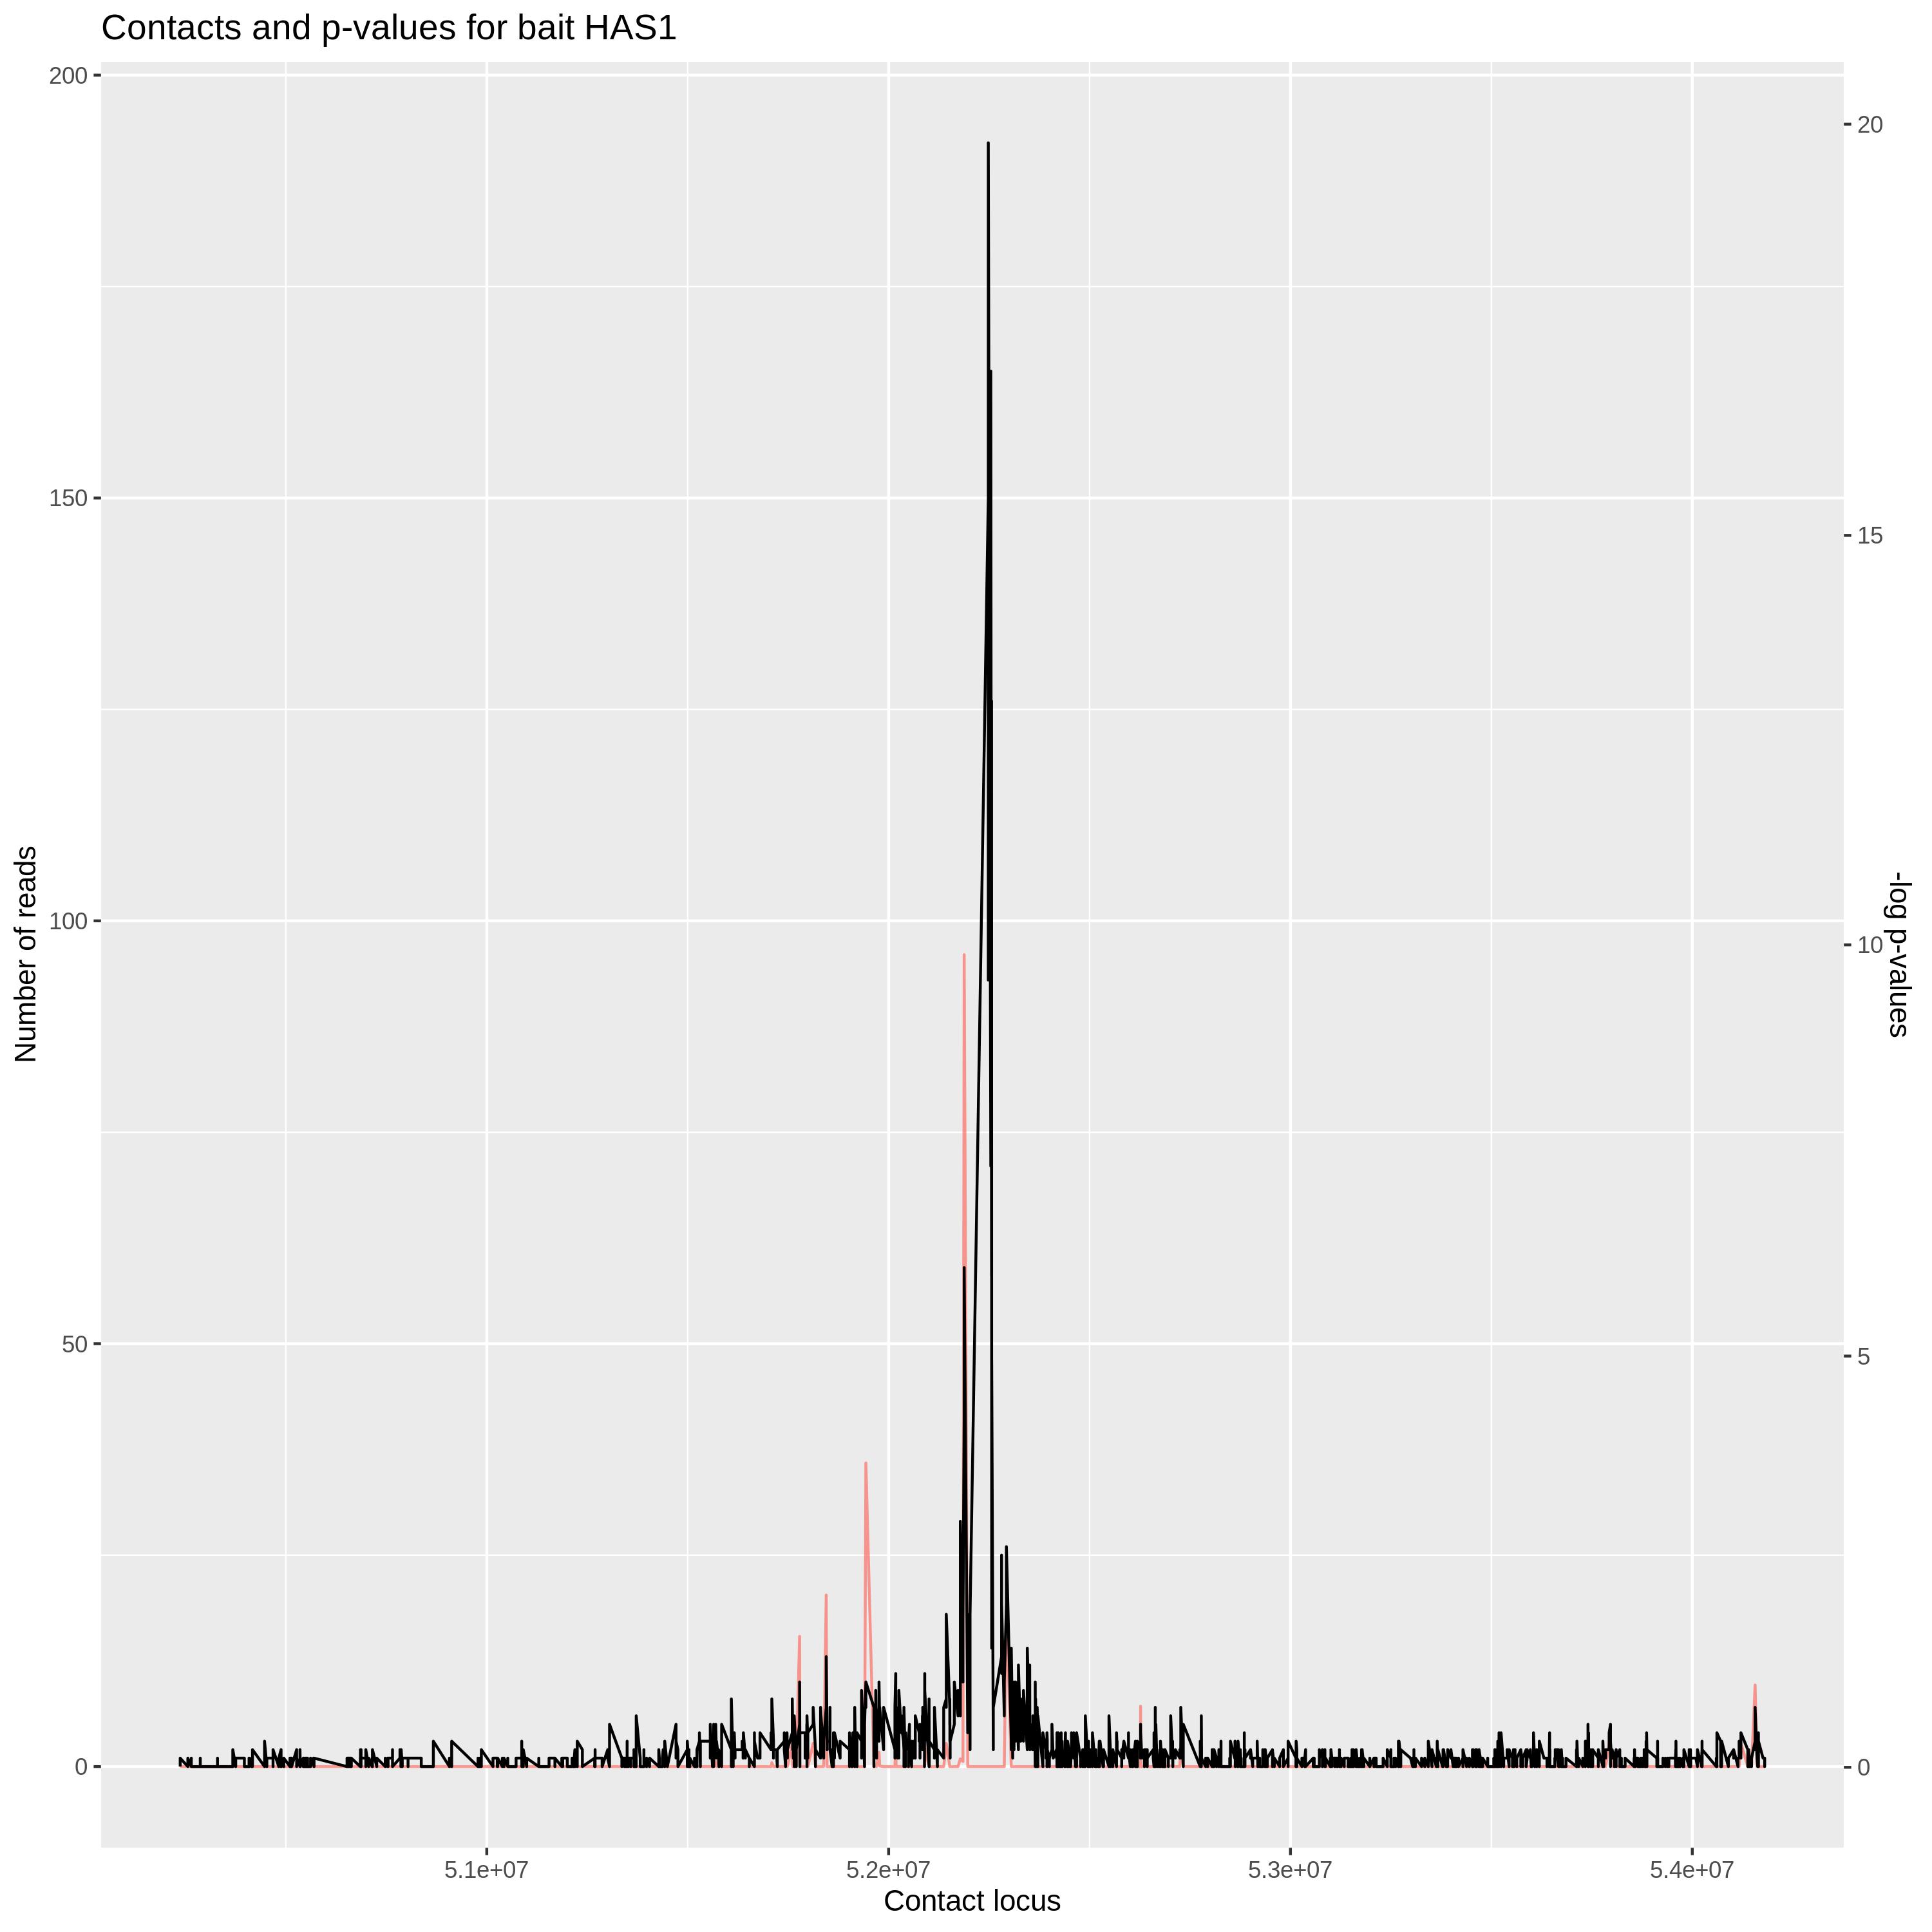 Contacts and p-values for bait HAS1
200
150
100
50
0
Number of reads
20
15
10
5
0
-log p-values
5.1e+07
5.2e+07
5.3e+07
5.4e+07
Contact locus